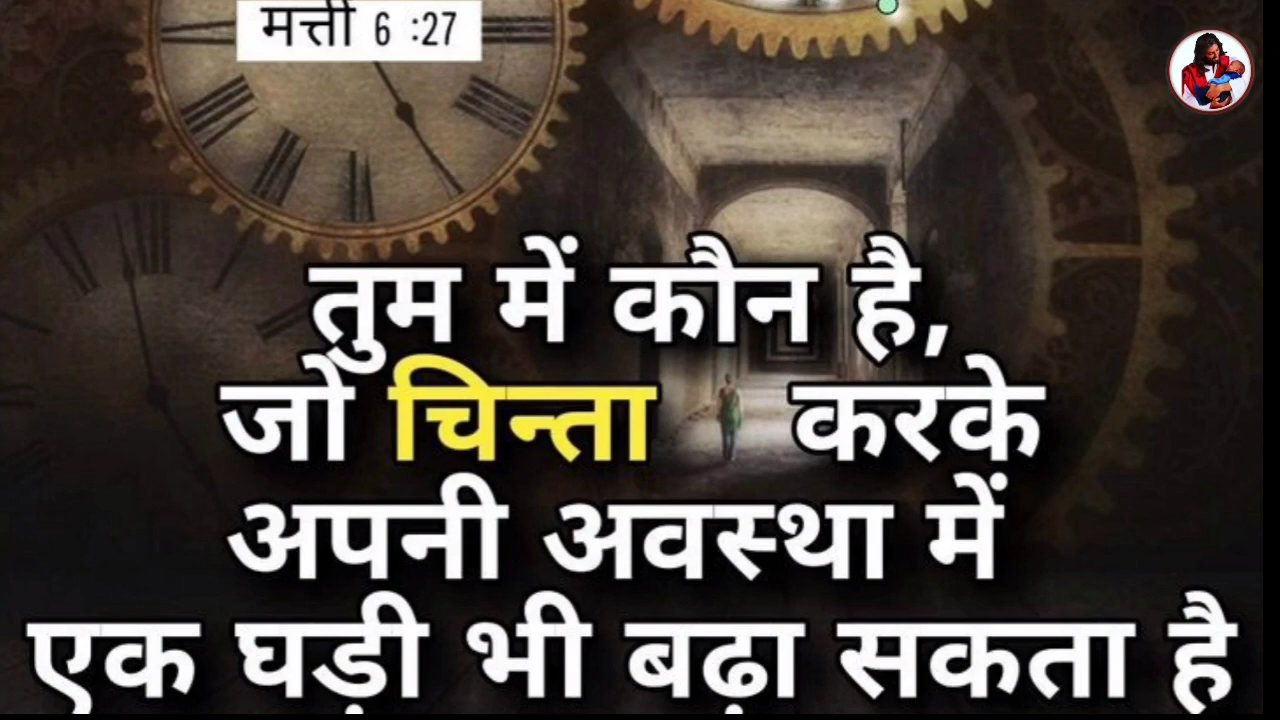 मत्ती 6 :27
तुम में कौन है,
जो चिन्ता करके
अपनी अवस्था में
एक घड़ी भी बढ़ा सकता है